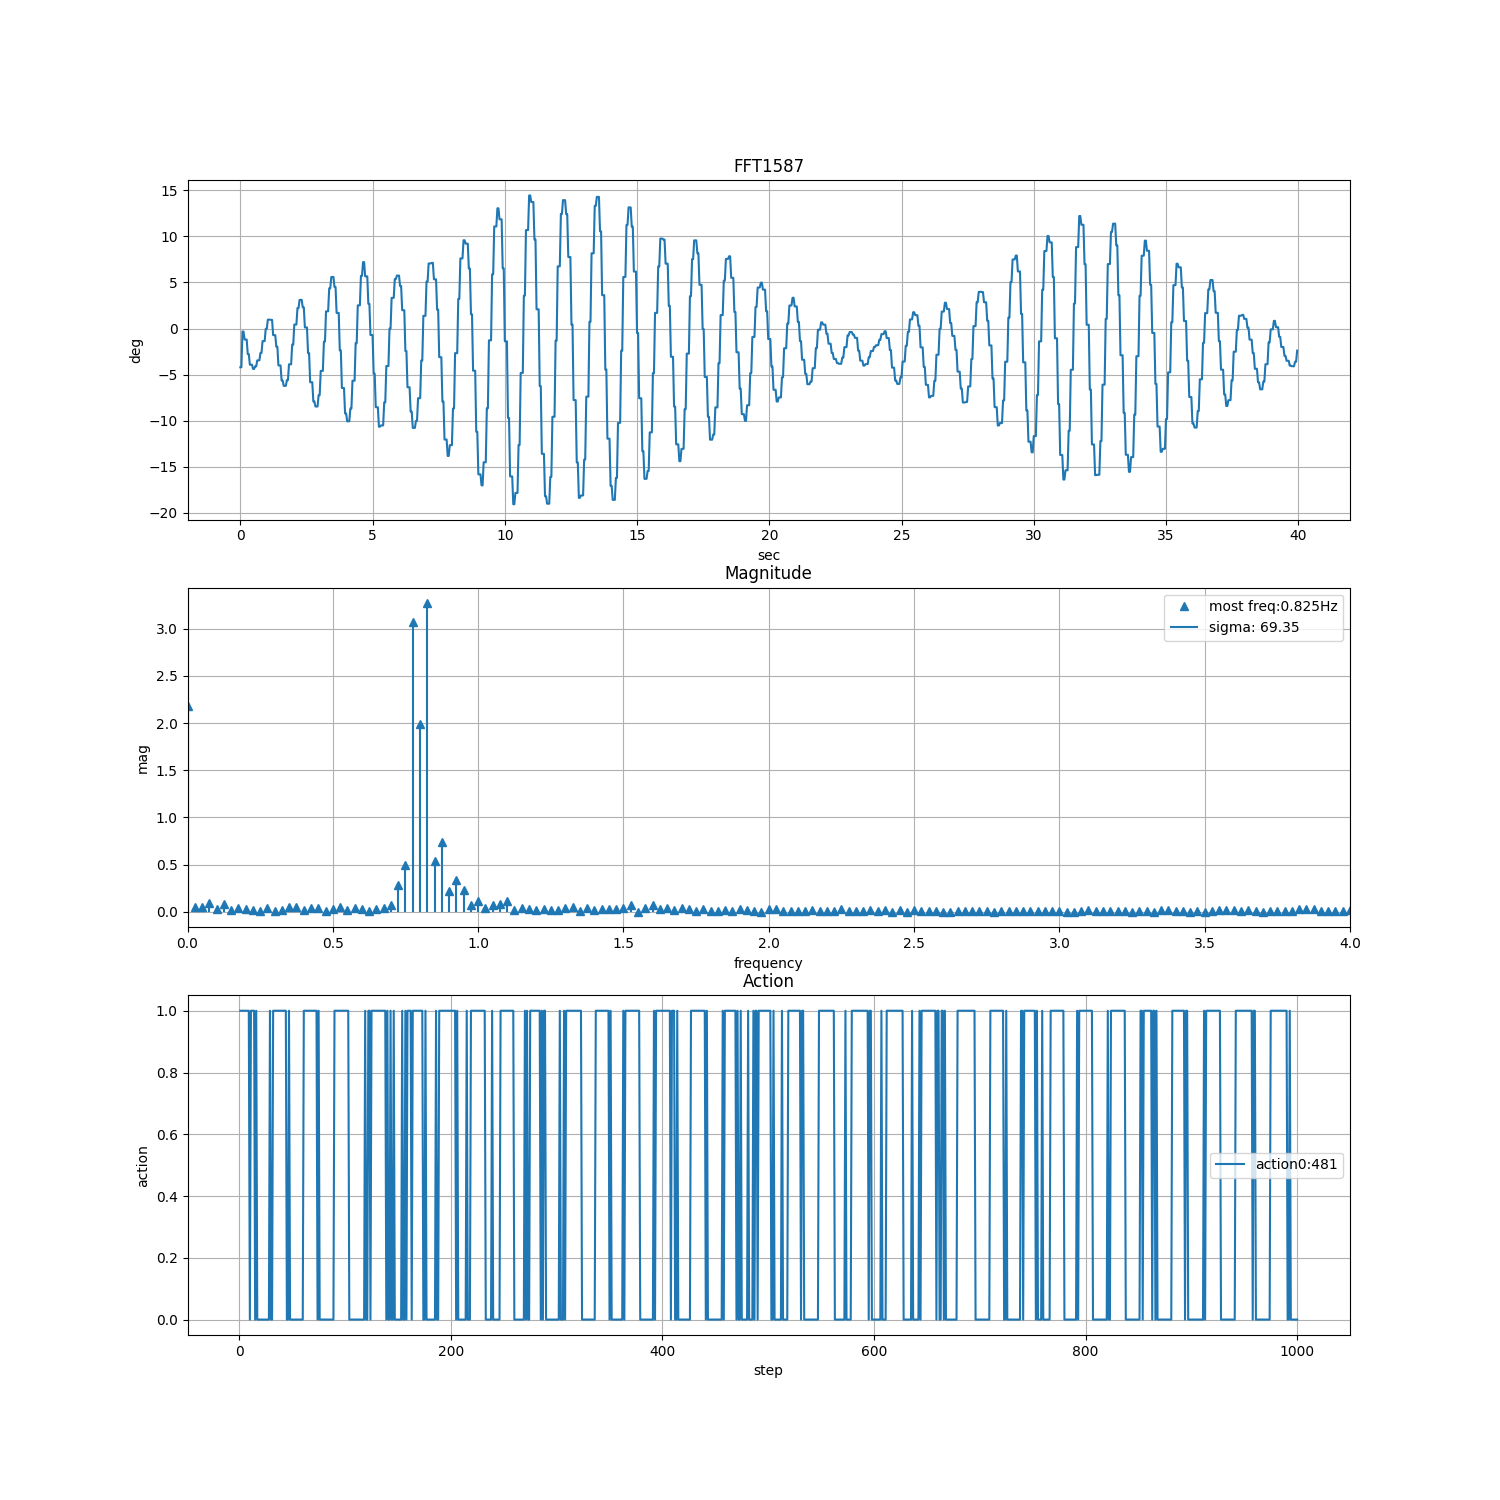 FFT1587
15
10
5
0
−5
−10
−15
−20
deg
0 5 10 15 20 25 30 35 40
sec
Magnitude
most freq:0.825Hz
sigma: 69.35
3.0
2.5
2.0
1.5
1.0
0.5
0.0
mag
0.0 0.5 1.0 1.5 2.0 2.5 3.0 3.5 4.0
frequency
Action
1.0
0.8
0.6
0.4
0.2
0.0
action
action0:481
0 200 400 600 800 1000
step